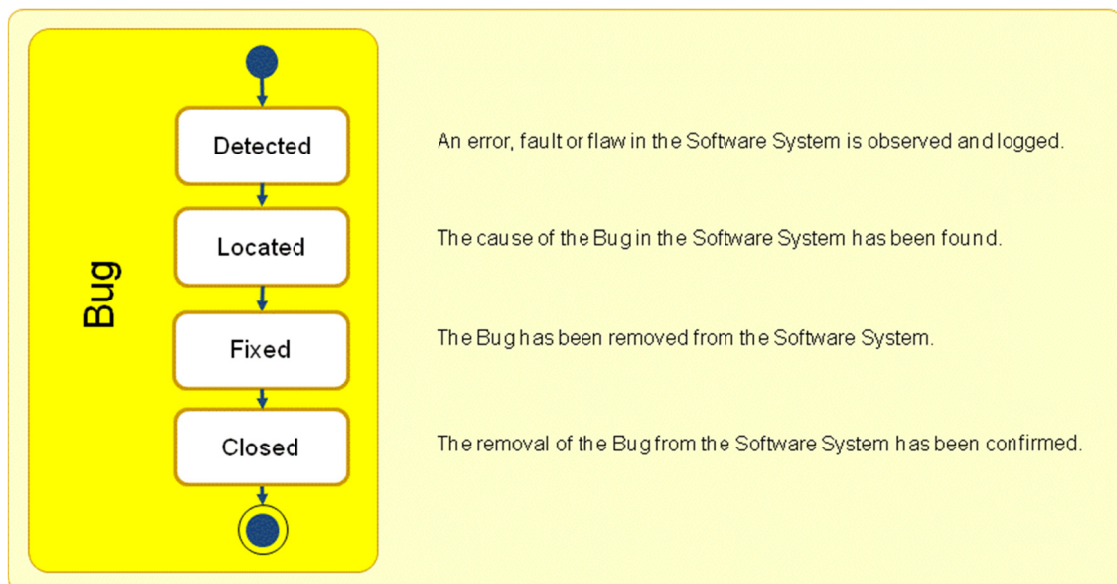 Bug
Detected
An error, fault or flaw in the Software System is observed and logged.
Located
The cause of the Bug in the Software System has been found.
Fixed
The Bug has been removed from the Software System.
Closed
The removal of the Bug from the Software System has been confirmed.